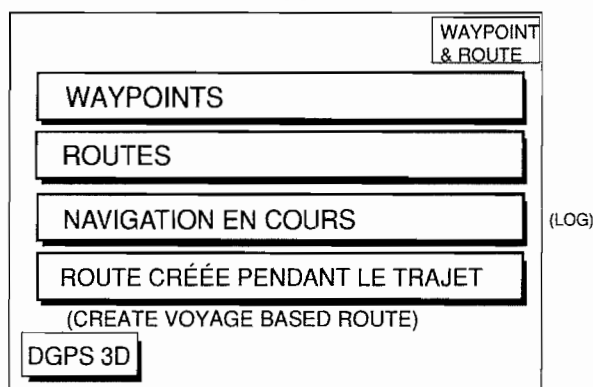 WAYPOINT
& ROUTE
WAYPOINTS
ROUTES
NAVIGATION EN COURS
(LOG)
ROUTE CRÉÉE PENDANT LE TRAJET
(CREATE VOYAGE BASED ROUTE)
DGPS 3D